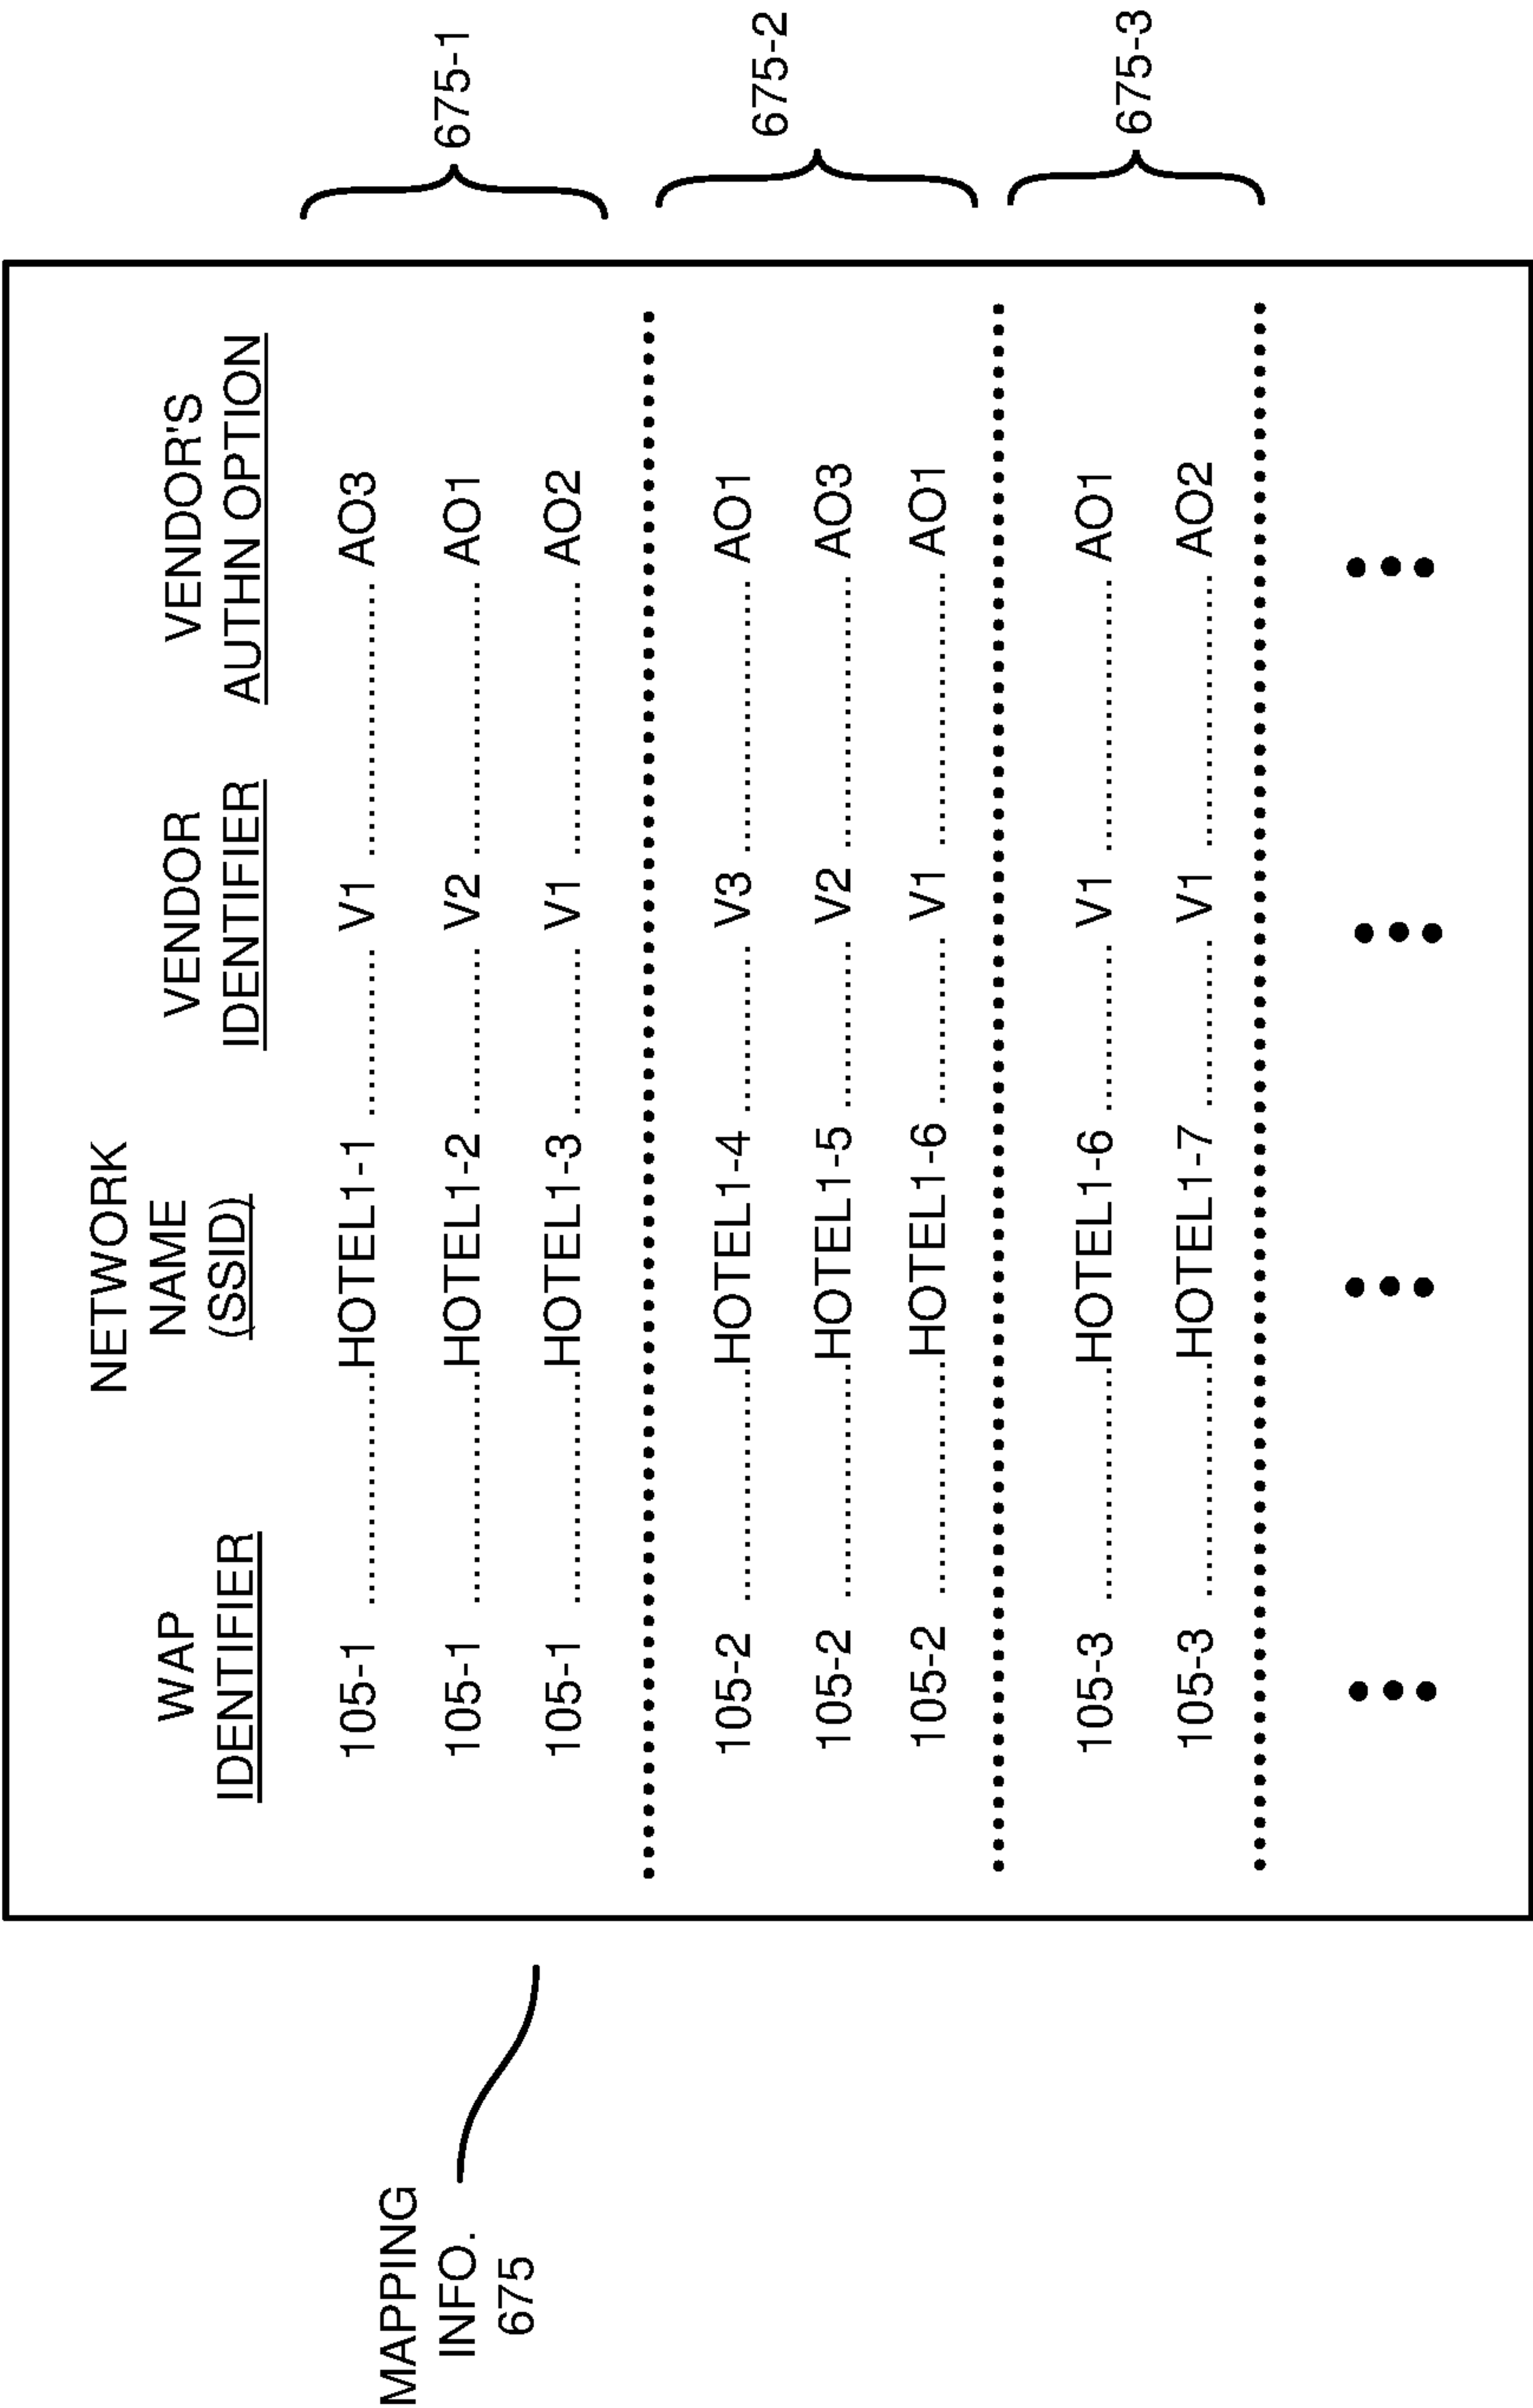 NETWORK
NAME
(SSID)
WAP
IDENTIFIER
VENDOR
IDENTIFIER
VENDOR'S
AUTHN OPTION
105-1 HOTEL1-1 V1 AO3
105-1 HOTEL1-2 V2 AO1
105-1 HOTEL1-3 V1 AO2
675-1
105-2 HOTEL1-4 V3 AO1
105-2 HOTEL1-5 V2 AO3
105-2 HOTEL1-6 V1 AO1
675-2
105-3 HOTEL1-6 V1 AO1
105-3 HOTEL1-7 V1 AO2
675-3
MAPPING
INFO.
675